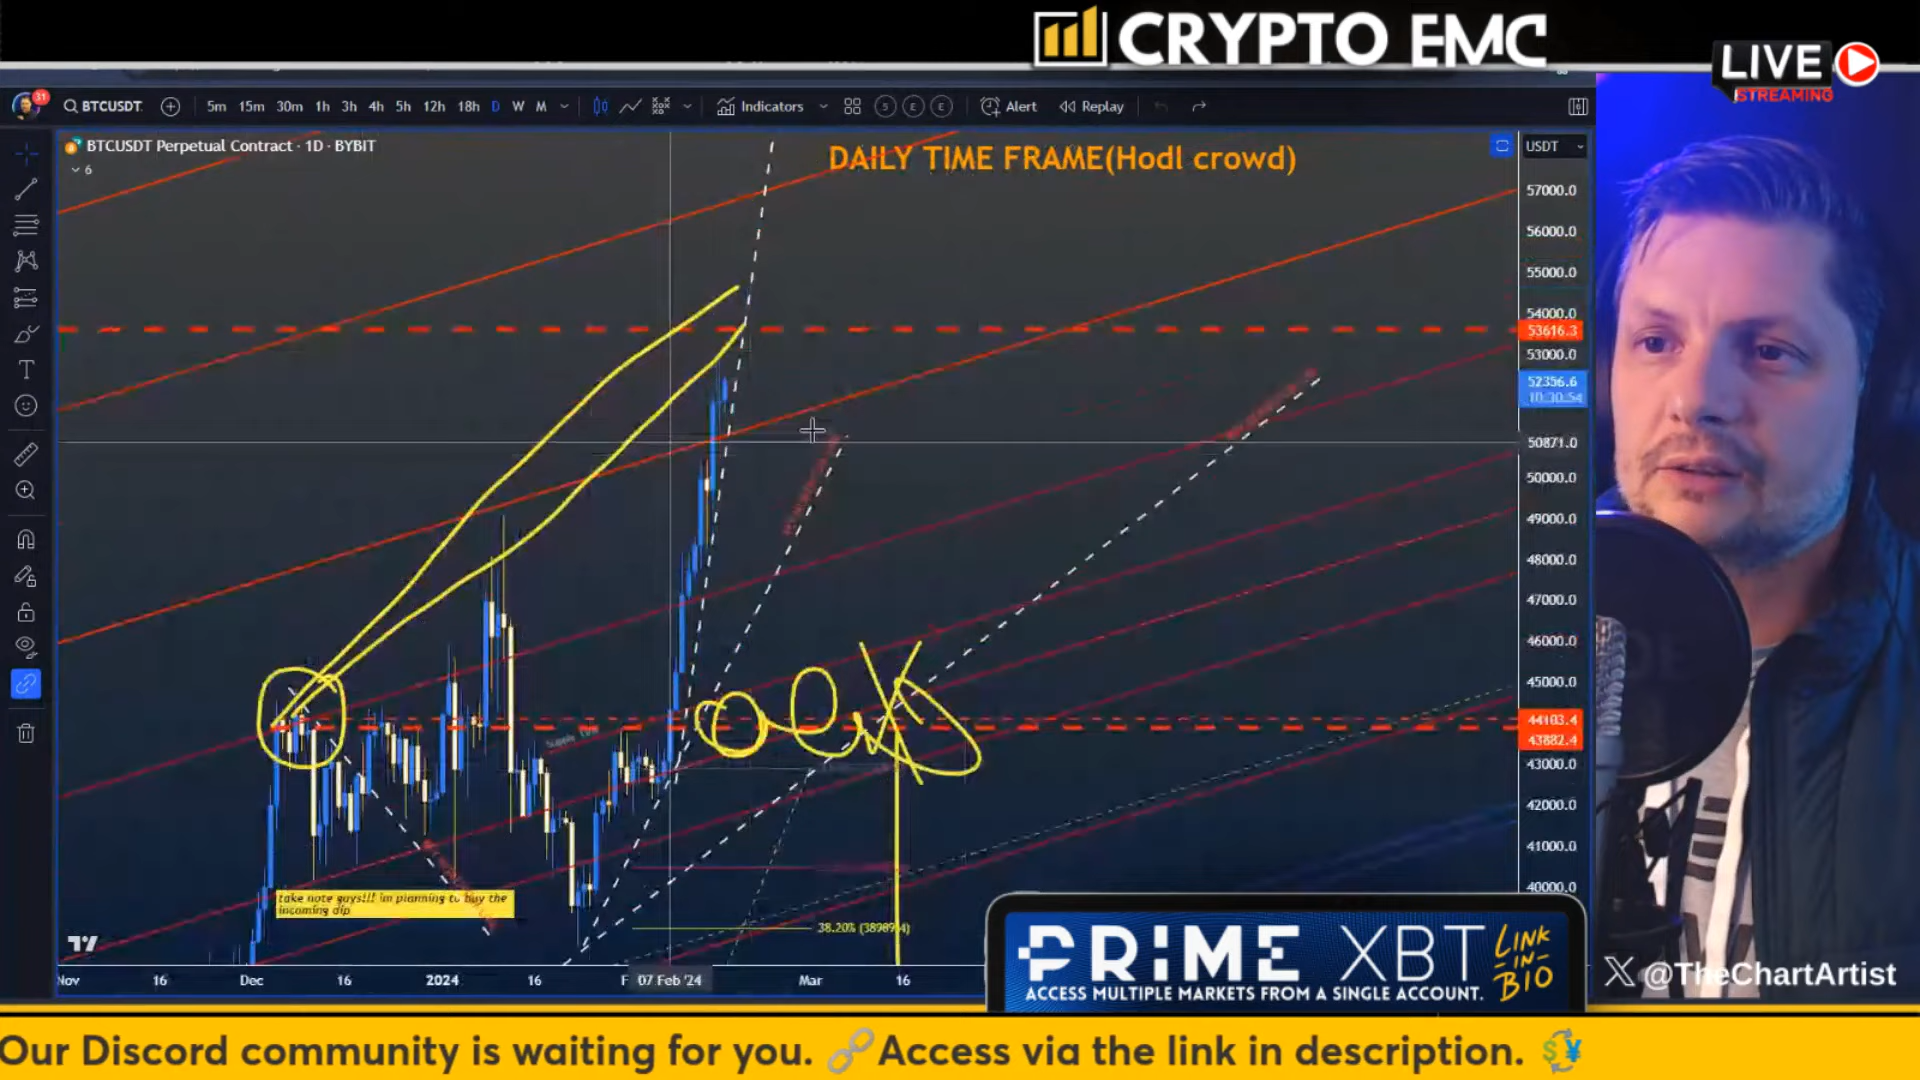 CRYPTO EMC
LIVE
STREAMING
31
BTCUSDT
5m 15m 30m 1h 3h 4h 5h 12h 18h D W M
Indicators
S E E
Alert
Replay
BTCUSDT Perpetual Contract · 1D · BYBIT
6
DAILY TIME FRAME(Hodl crowd)
USDT
57000.0
56000.0
55000.0
54000.0
53616.3
53000.0
52356.6
10:30:54
50871.0
50000.0
49000.0
48000.0
47000.0
46000.0
45000.0
44103.4
43882.4
43000.0
42000.0
41000.0
40000.0
take note guys!!! im planning to buy the
incoming dip
Nov 16 Dec 16 2024 16 F 07 Feb '24 Mar 16
PRIME XBT
LINK
-IN-
BIO
ACCESS MULTIPLE MARKETS FROM A SINGLE ACCOUNT.
X @TheChartArtist
Our Discord community is waiting for you. Access via the link in description.